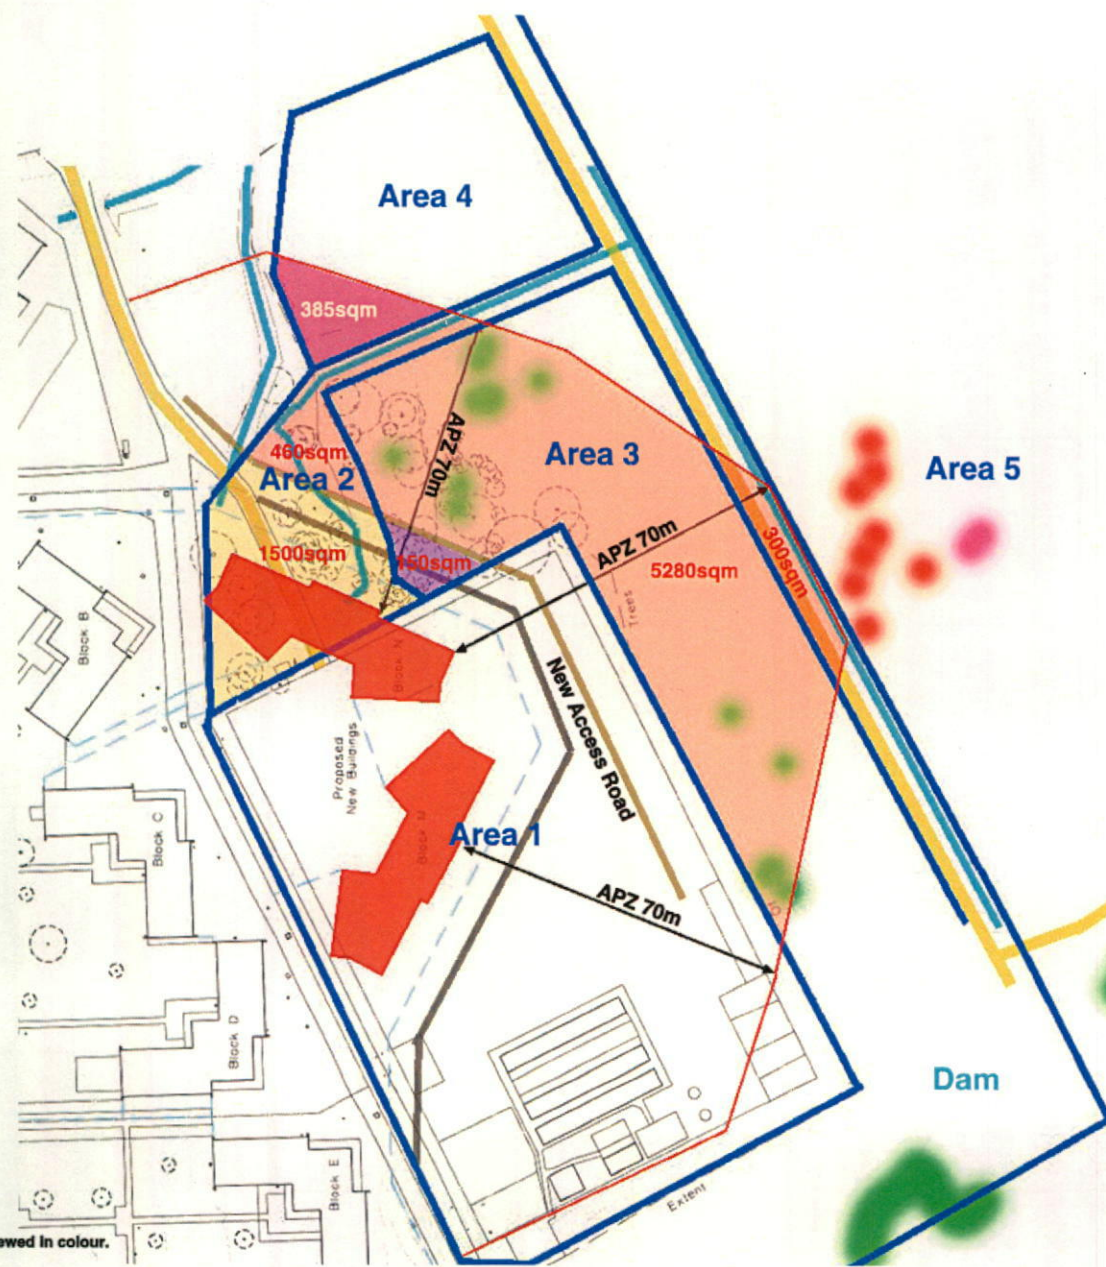 Area 4
385sqm
APZ 70m
460sqm
Area 2
Area 3
Area 5
1500sqm
150sqm
APZ 70m
5280sqm
300sqm
Trees
Block B
Block N
New Access Road
Proposed
New Buildings
Block C
Block M
Area 1
APZ 70m
Block D
Dam
Block E
Extent
ewed in colour.